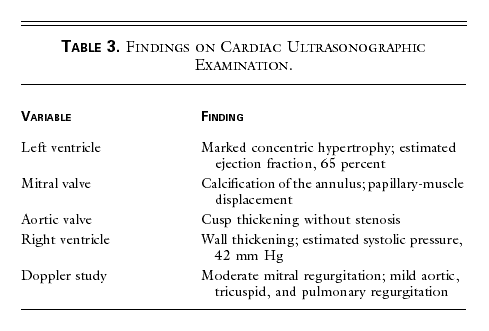 TABLE 3. FINDINGS ON CARDIAC ULTRASONOGRAPHIC
EXAMINATION.
VARIABLE FINDING
Left ventricle Marked concentric hypertrophy; estimated
ejection fraction, 65 percent
Mitral valve Calcification of the annulus; papillary-muscle
displacement
Aortic valve Cusp thickening without stenosis
Right ventricle Wall thickening; estimated systolic pressure,
42 mm Hg
Doppler study Moderate mitral regurgitation; mild aortic,
tricuspid, and pulmonary regurgitation